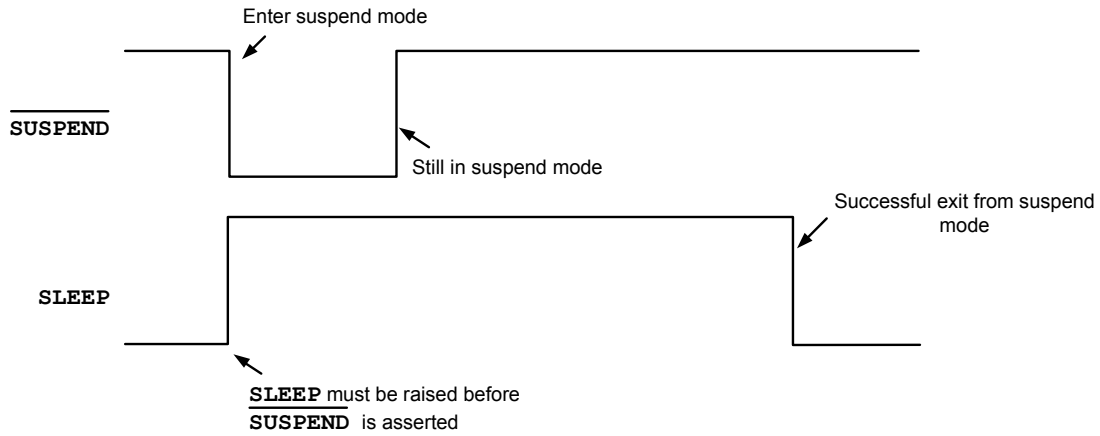 Enter suspend mode
SUSPEND
Still in suspend mode
Successful exit from suspend
mode
SLEEP
SLEEP must be raised before
SUSPEND is asserted